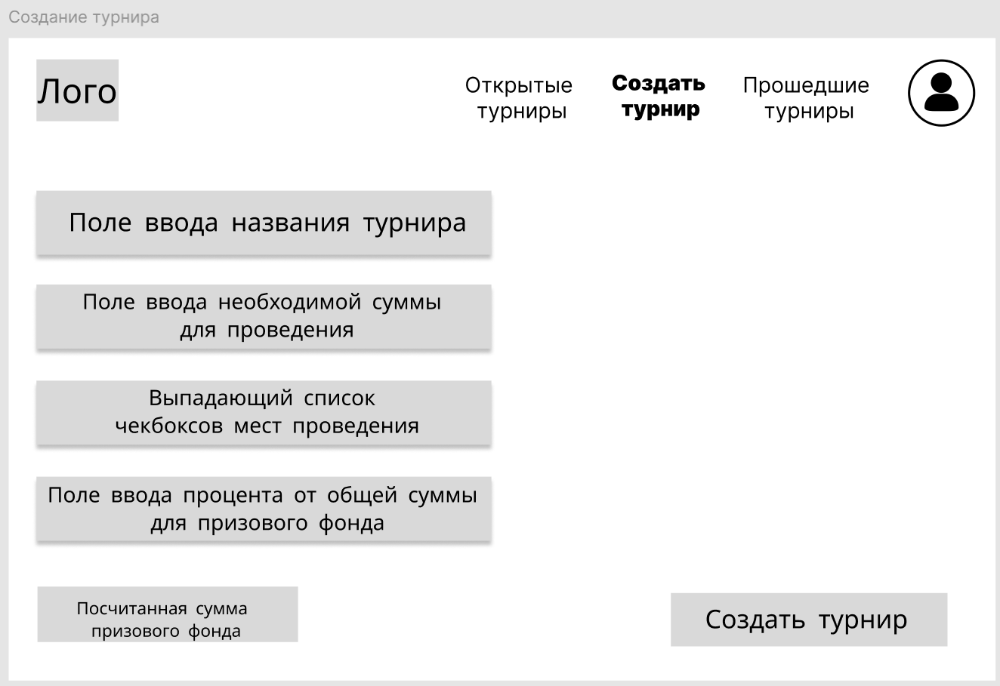 Создание турнира
Лого
Открытые
турниры
Создать
турнир
Прошедшие
турниры
Поле ввода названия турнира
Поле ввода необходимой суммы
для проведения
Выпадающий список
чекбоксов мест проведения
Поле ввода процента от общей суммы
для призового фонда
Посчитанная сумма
призового фонда
Создать турнир